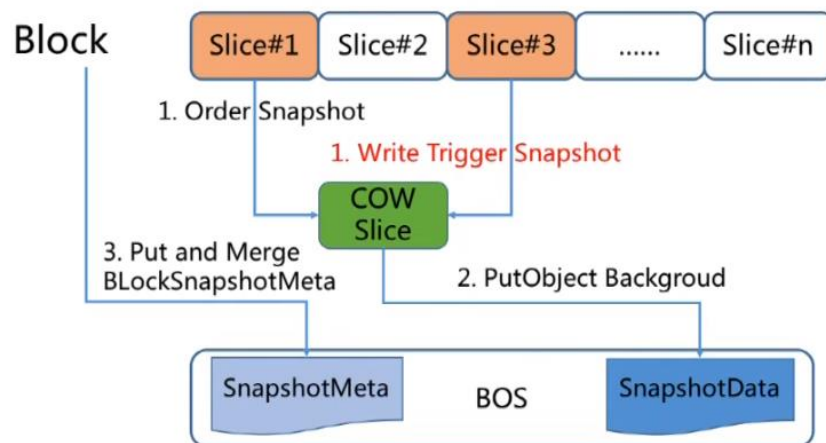 Block
Slice#1 Slice#2 Slice#3 ...... Slice#n
1. Order Snapshot
1. Write Trigger Snapshot
COW
Slice
3. Put and Merge
BLockSnapshotMeta
2. PutObject Backgroud
SnapshotMeta
BOS
SnapshotData